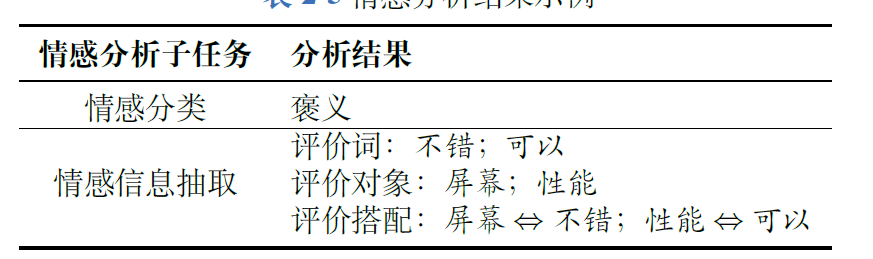 情感分析子任务 分析结果
情感分类 褒义
评价词：不错；可以
情感信息抽取 评价对象：屏幕；性能
评价搭配：屏幕 ⇔ 不错；性能 ⇔ 可以